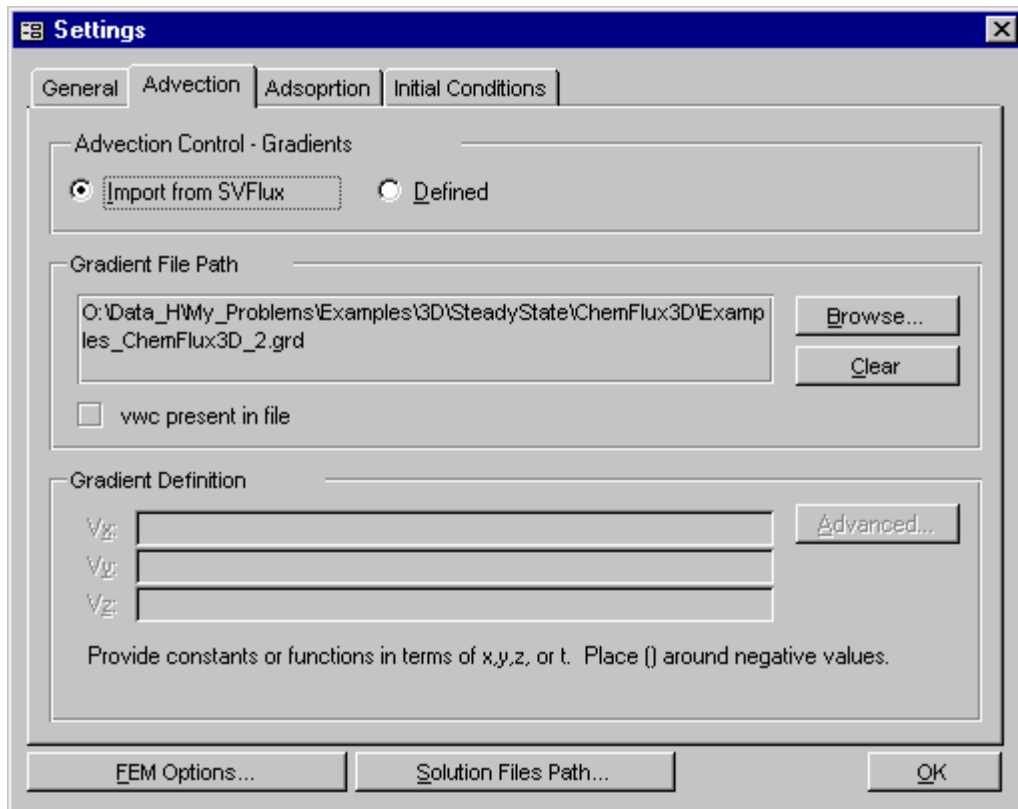 Settings
General Advection Adsoprtion Initial Conditions
Advection Control - Gradients
Import from SVFlux Defined
Gradient File Path
O:\Data_H\My_Problems\Examples\3D\SteadyState\ChemFlux3D\Examp
les_ChemFlux3D_2.grd
Browse...
Clear
vwc present in file
Gradient Definition
Vx:
Advanced...
Vy:
Vz:
Provide constants or functions in terms of x,y,z, or t. Place () around negative values.
FEM Options... Solution Files Path... OK